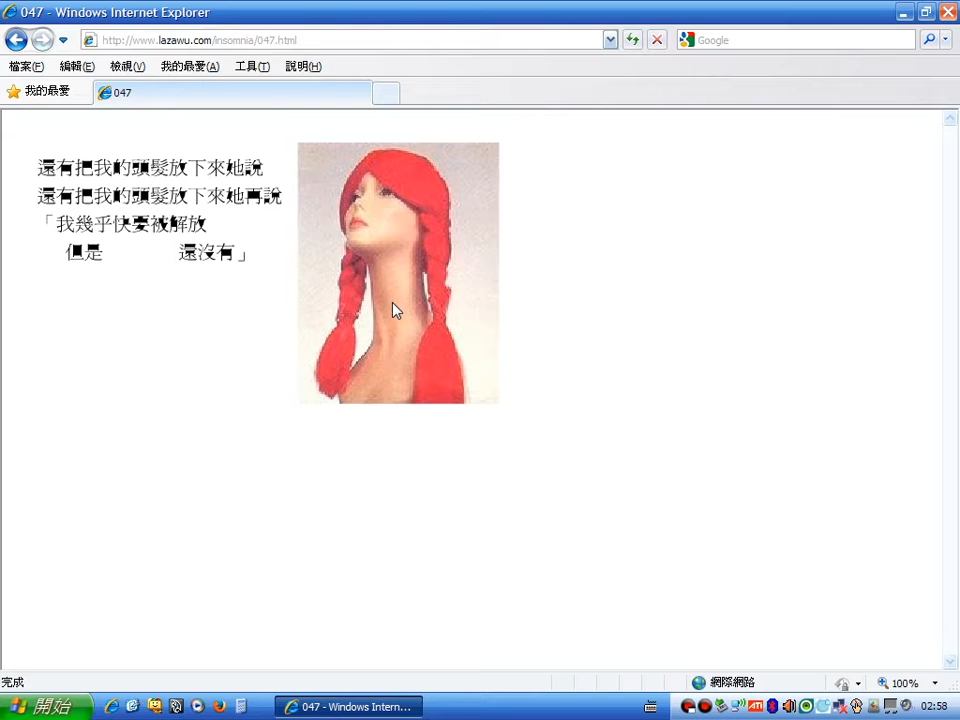 047 - Windows Internet Explorer
http://www.lazawu.com/insomnia/047.html
Google
檔案(F) 編輯(E) 檢視(V) 我的最愛(A) 工具(T) 說明(H)
我的最愛
047
還有把我的頭髮放下來她說
還有把我的頭髮放下來她再說
「我幾乎快要被解放
但是 還沒有」
完成
網際網路
100%
開始
047 - Windows Intern...
ATI
02:58